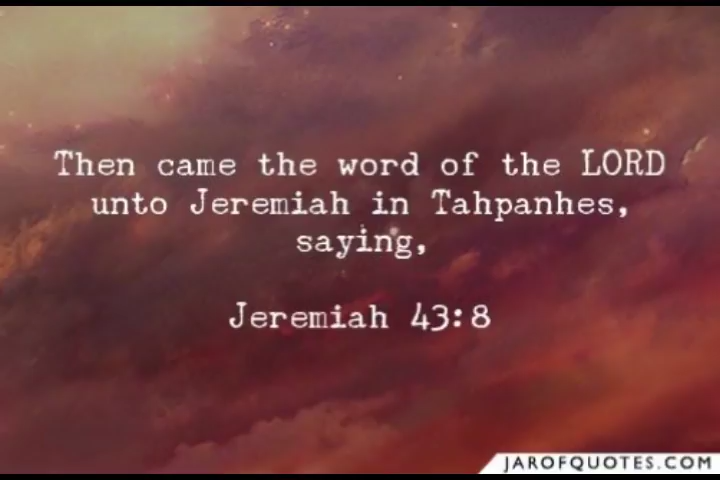 Then came the word of the LORD
unto Jeremiah in Tahpanhes,
saying,
Jeremiah 43:8
JAROFQUOTES.COM